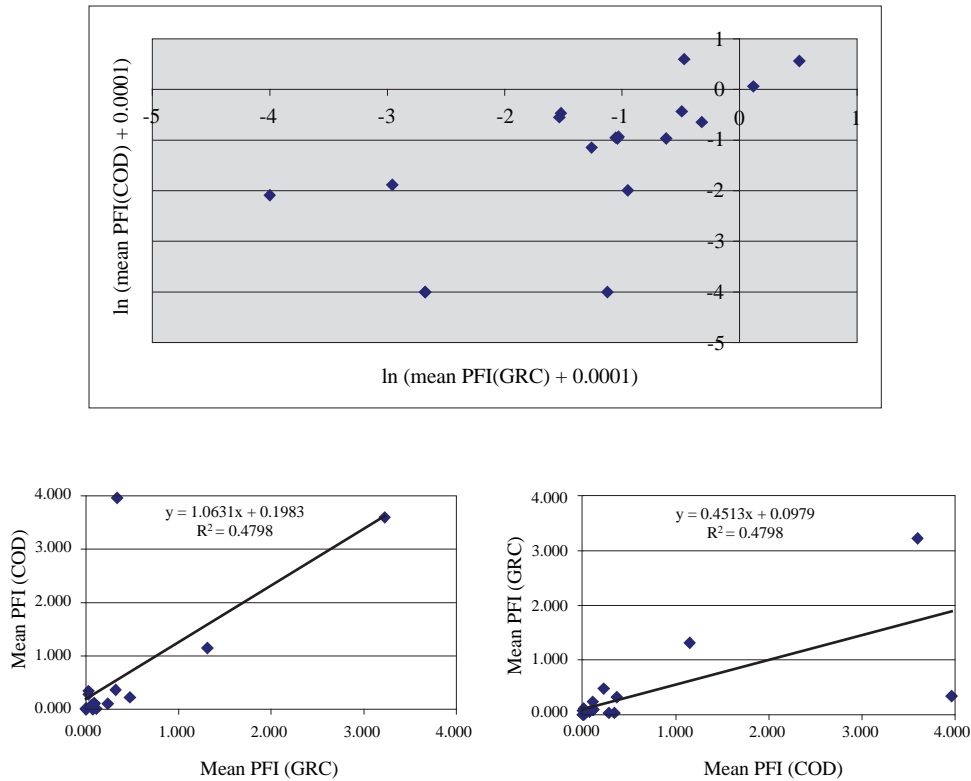 1
0
-5 -4 -3 -2 -1 0 1
-1
-2
-3
-4
-5
ln (mean PFI(COD) + 0.0001)
ln (mean PFI(GRC) + 0.0001)
4.000
3.000
2.000
1.000
0.000
Mean PFI (COD)
y = 1.0631x + 0.1983
R² = 0.4798
0.000 1.000 2.000 3.000 4.000
Mean PFI (GRC)
4.000
3.000
2.000
1.000
0.000
Mean PFI (GRC)
y = 0.4513x + 0.0979
R² = 0.4798
0.000 1.000 2.000 3.000 4.000
Mean PFI (COD)